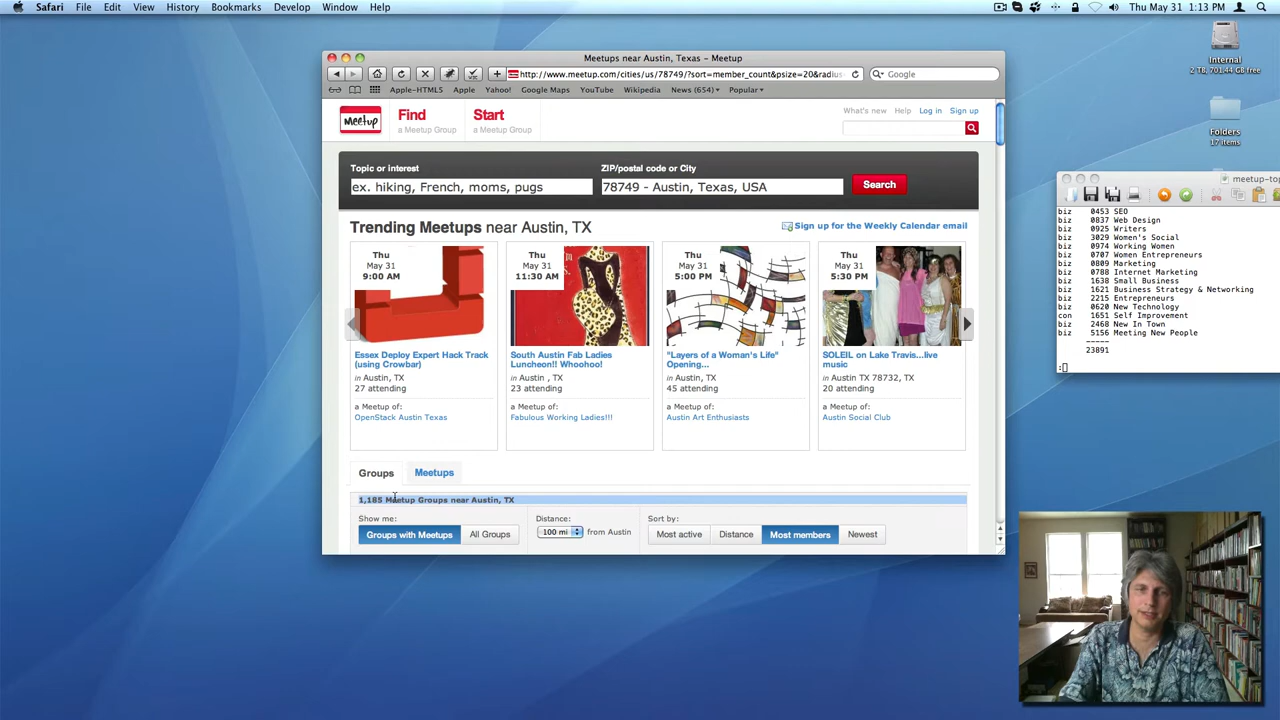 Safari File Edit View History Bookmarks Develop Window Help
Thu May 31 1:13 PM
Internal
2 TB, 701.44 GB free
Folders
17 items
Meetups near Austin, Texas – Meetup
http://www.meetup.com/cities/us/78749/?sort=member_count&psize=20&radius
Google
Apple-HTML5 Apple Yahoo! Google Maps YouTube Wikipedia News (654) Popular
Meetup
Find
a Meetup Group
Start
a Meetup Group
What's new Help Log in Sign up
Topic or interest
ex. hiking, French, moms, pugs
ZIP/postal code or City
78749 - Austin, Texas, USA
Search
Trending Meetups near Austin, TX
Sign up for the Weekly Calendar email
Thu
May 31
9:00 AM
Essex Deploy Expert Hack Track
(using Crowbar)
in Austin, TX
27 attending
a Meetup of:
OpenStack Austin Texas
Thu
May 31
11:30 AM
South Austin Fab Ladies
Luncheon!! Whoohoo!
in Austin , TX
23 attending
a Meetup of:
Fabulous Working Ladies!!!
Thu
May 31
5:00 PM
"Layers of a Woman's Life"
Opening...
in Austin, TX
45 attending
a Meetup of:
Austin Art Enthusiasts
Thu
May 31
5:30 PM
SOLEIL on Lake Travis...live
music
in Austin TX 78732, TX
20 attending
a Meetup of:
Austin Social Club
Groups Meetups
1,185 Meetup Groups near Austin, TX
Show me:
Groups with Meetups All Groups
Distance:
100 mi from Austin
Sort by:
Most active Distance Most members Newest
meetup-top
biz 0453 SEO
biz 0837 Web Design
biz 0925 Writers
biz 3029 Women's Social
biz 0974 Working Women
biz 0707 Women Entrepreneurs
biz 0809 Marketing
biz 0788 Internet Marketing
biz 1638 Small Business
biz 1621 Business Strategy & Networking
biz 2215 Entrepreneurs
biz 0620 New Technology
con 1651 Self Improvement
biz 2468 New In Town
biz 5156 Meeting New People
-----
23891
: